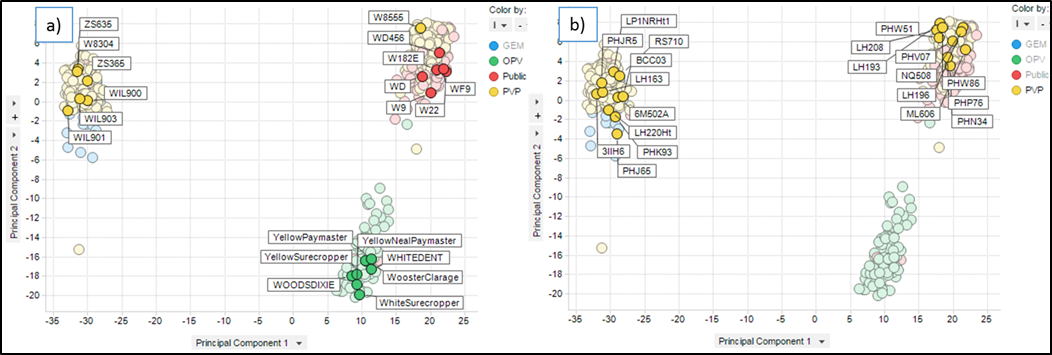 a)
ZS635
W8304
ZS365
WIL900
WIL903
WIL901
W8555
WD456
W182E
WD
W9
W22
WF9
YellowPaymaster
YellowNealPaymaster
YellowSurecropper
WHITEDENT
WOODSDIXIE
WoosterClarage
WhiteSurecropper
Color by:
GEM
OPV
Public
PVP
+
Principal Component 2
+6
+4
+2
0
-2
-4
-6
-8
-10
-12
-14
-16
-18
-20
-35
-30
-25
-20
-15
-10
-5
0
5
10
15
20
25
Principal Component 1
b)
LP1NRHt1
PHJR5
RS710
BCC03
LH163
6M502A
LH220Ht
3IIH6
PHK93
PHJ65
PHW51
LH208
PHV07
LH193
NQ508
PHW86
LH196
PHP76
ML606
PHN34
Color by:
GEM
OPV
Public
PVP
+
Principal Component 2
+8
+6
+4
+2
0
-2
-4
-6
-8
-10
-12
-14
-16
-18
-20
-35
-30
-25
-20
-15
-10
-5
0
5
10
15
20
25
Principal Component 1